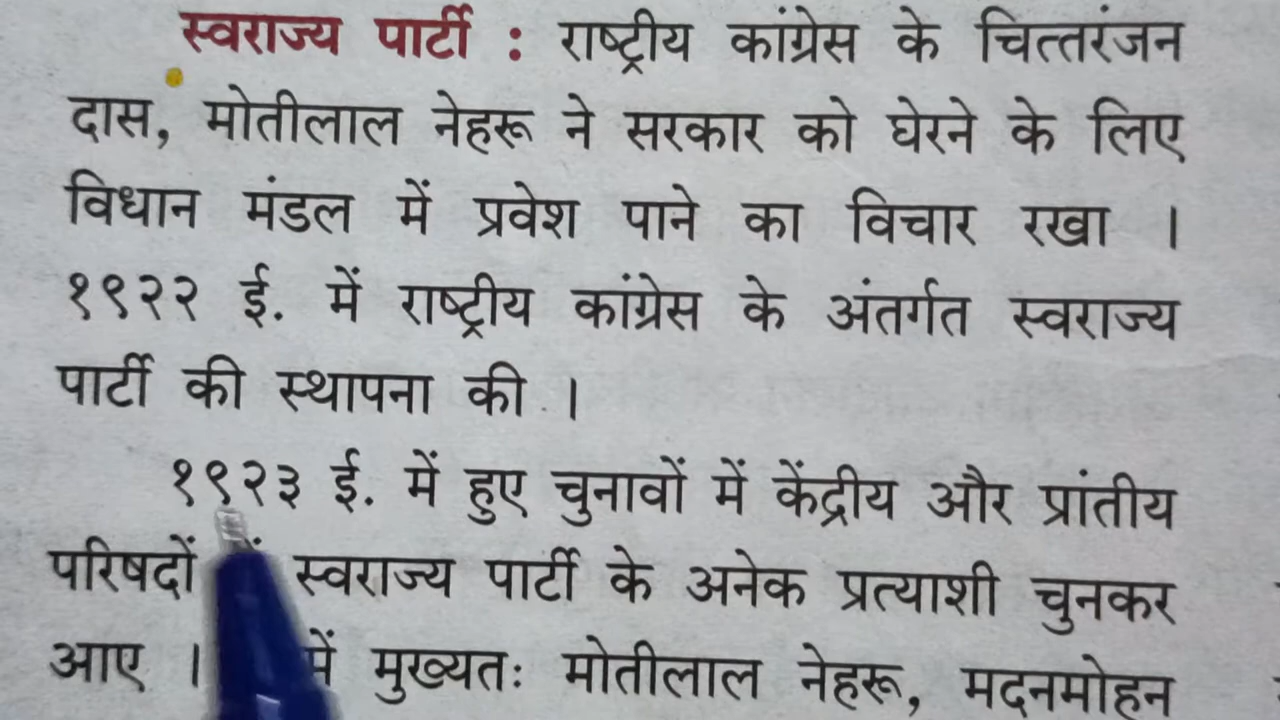 स्वराज्य पार्टी : राष्ट्रीय कांग्रेस के चित्तरंजन
दास, मोतीलाल नेहरू ने सरकार को घेरने के लिए
विधान मंडल में प्रवेश पाने का विचार रखा ।
१९२२ ई. में राष्ट्रीय कांग्रेस के अंतर्गत स्वराज्य
पार्टी की स्थापना की ।
१९२३ ई. में हुए चुनावों में केंद्रीय और प्रांतीय
परिषदों स्वराज्य पार्टी के अनेक प्रत्याशी चुनकर
आए । में मुख्यतः मोतीलाल नेहरू, मदनमोहन